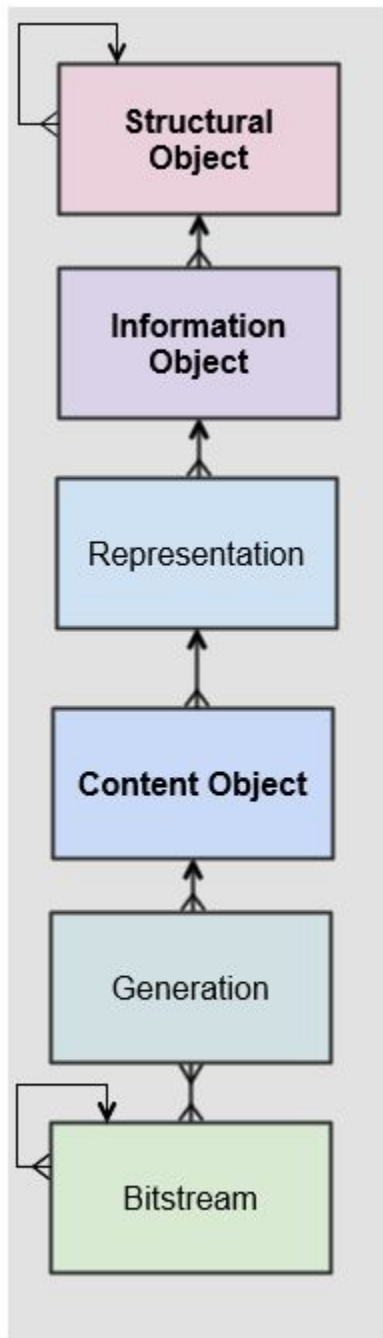 Structural
Object
Information
Object
Representation
Content Object
Generation
Bitstream